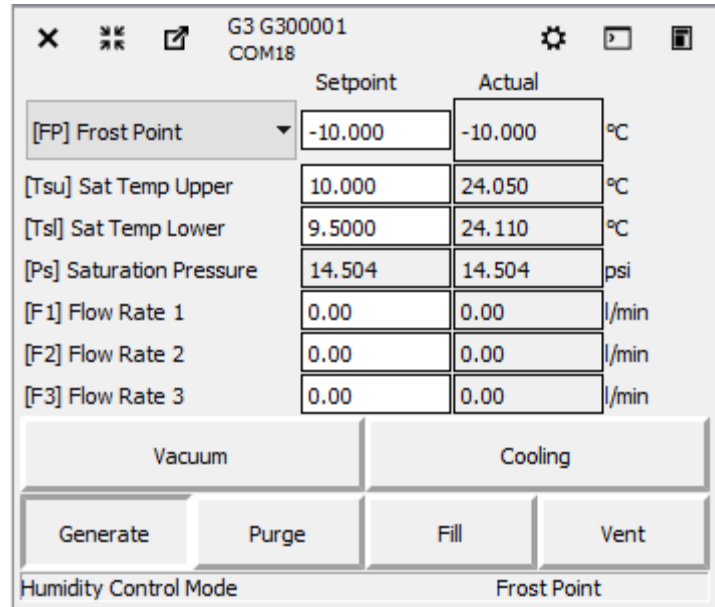 G3 G300001
COM18
Setpoint Actual
[FP] Frost Point -10.000 -10.000 ºC
[Tsu] Sat Temp Upper 10.000 24.050 ºC
[Tsl] Sat Temp Lower 9.5000 24.110 ºC
[Ps] Saturation Pressure 14.504 14.504 psi
[F1] Flow Rate 1 0.00 0.00 l/min
[F2] Flow Rate 2 0.00 0.00 l/min
[F3] Flow Rate 3 0.00 0.00 l/min
Vacuum Cooling
Generate Purge Fill Vent
Humidity Control Mode Frost Point